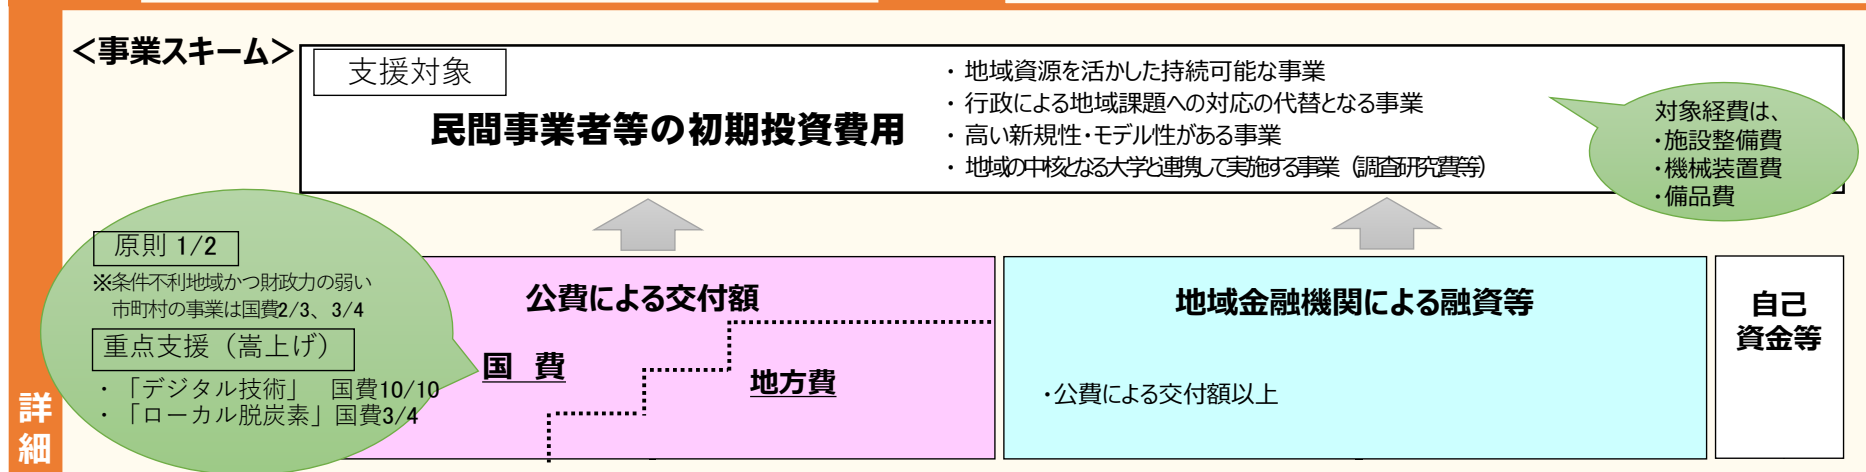 <事業スキーム>
支援対象
民間事業者等の初期投資費用
・ 地域資源を活かした持続可能な事業
・ 行政による地域課題への対応の代替となる事業
・ 高い新規性・モデル性がある事業
・ 地域の中核となる大学と連携して実施する事業（調査研究費等）
対象経費は、
・施設整備費
・機械装置費
・備品費
原則 1/2
※条件不利地域かつ財政力の弱い
市町村の事業は国費2/3、3/4
重点支援（嵩上げ）
・「デジタル技術」 国費10/10
・「ローカル脱炭素」国費3/4
公費による交付額
国 費
地方費
地域金融機関による融資等
・公費による交付額以上
自己
資金等
詳
細